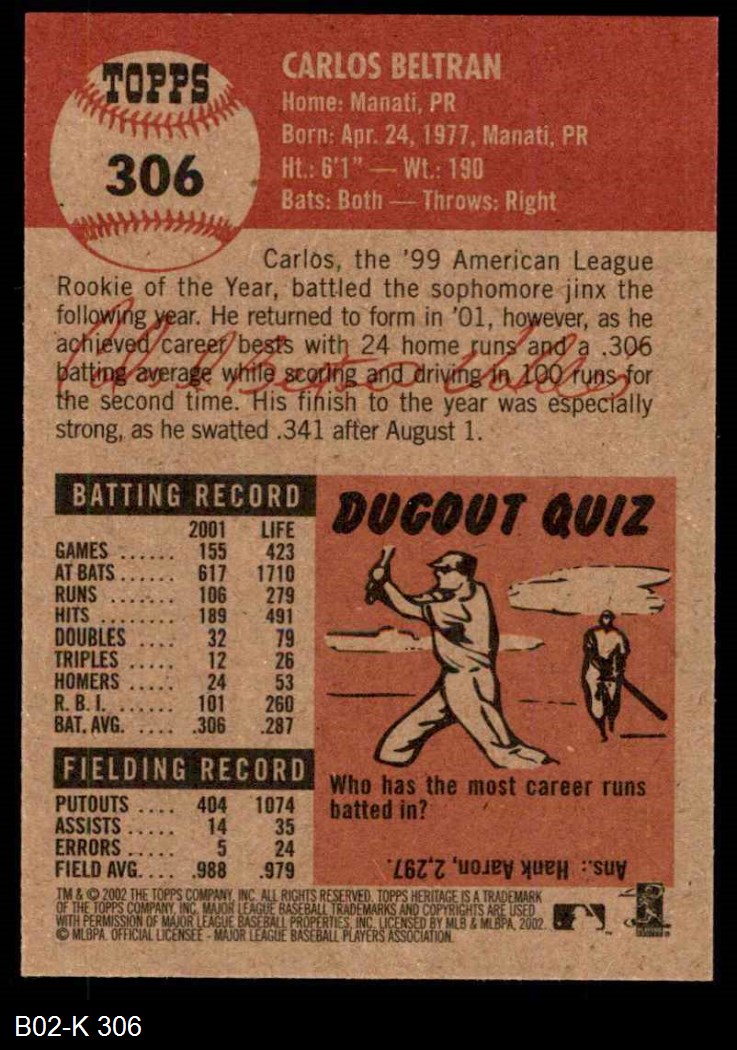 TOPPS
306
CARLOS BELTRAN
Home: Manati, PR
Born: Apr. 24, 1977, Manati, PR
Ht.: 6'1" — Wt.: 190
Bats: Both — Throws: Right
Carlos, the '99 American League
Rookie of the Year, battled the sophomore jinx the
following year. He returned to form in '01, however, as he
achieved career bests with 24 home runs and a .306
batting average while scoring and driving in 100 runs for
the second time. His finish to the year was especially
strong, as he swatted .341 after August 1.
BATTING RECORD
2001 LIFE
GAMES ...... 155 423
AT BATS ...... 617 1710
RUNS ....... 106 279
HITS ........ 189 491
DOUBLES .... 32 79
TRIPLES ..... 12 26
HOMERS ..... 24 53
R. B. I. ...... 101 260
BAT. AVG. .... .306 .287
FIELDING RECORD
PUTOUTS .... 404 1074
ASSISTS ..... 14 35
ERRORS ..... 5 24
FIELD AVG.... .988 .979
DUGOUT QUIZ
Who has the most career runs
batted in?
Ans.: Hank Aaron, 2,297.
TM & © 2002 THE TOPPS COMPANY, INC. ALL RIGHTS RESERVED. TOPPS HERITAGE IS A TRADEMARK
OF THE TOPPS COMPANY, INC. MAJOR LEAGUE BASEBALL TRADEMARKS AND COPYRIGHTS ARE USED
WITH PERMISSION OF MAJOR LEAGUE BASEBALL PROPERTIES, INC. LICENSED BY MLB & MLBPA, 2002.
© MLBPA. OFFICIAL LICENSEE - MAJOR LEAGUE BASEBALL PLAYERS ASSOCIATION.
B02-K 306